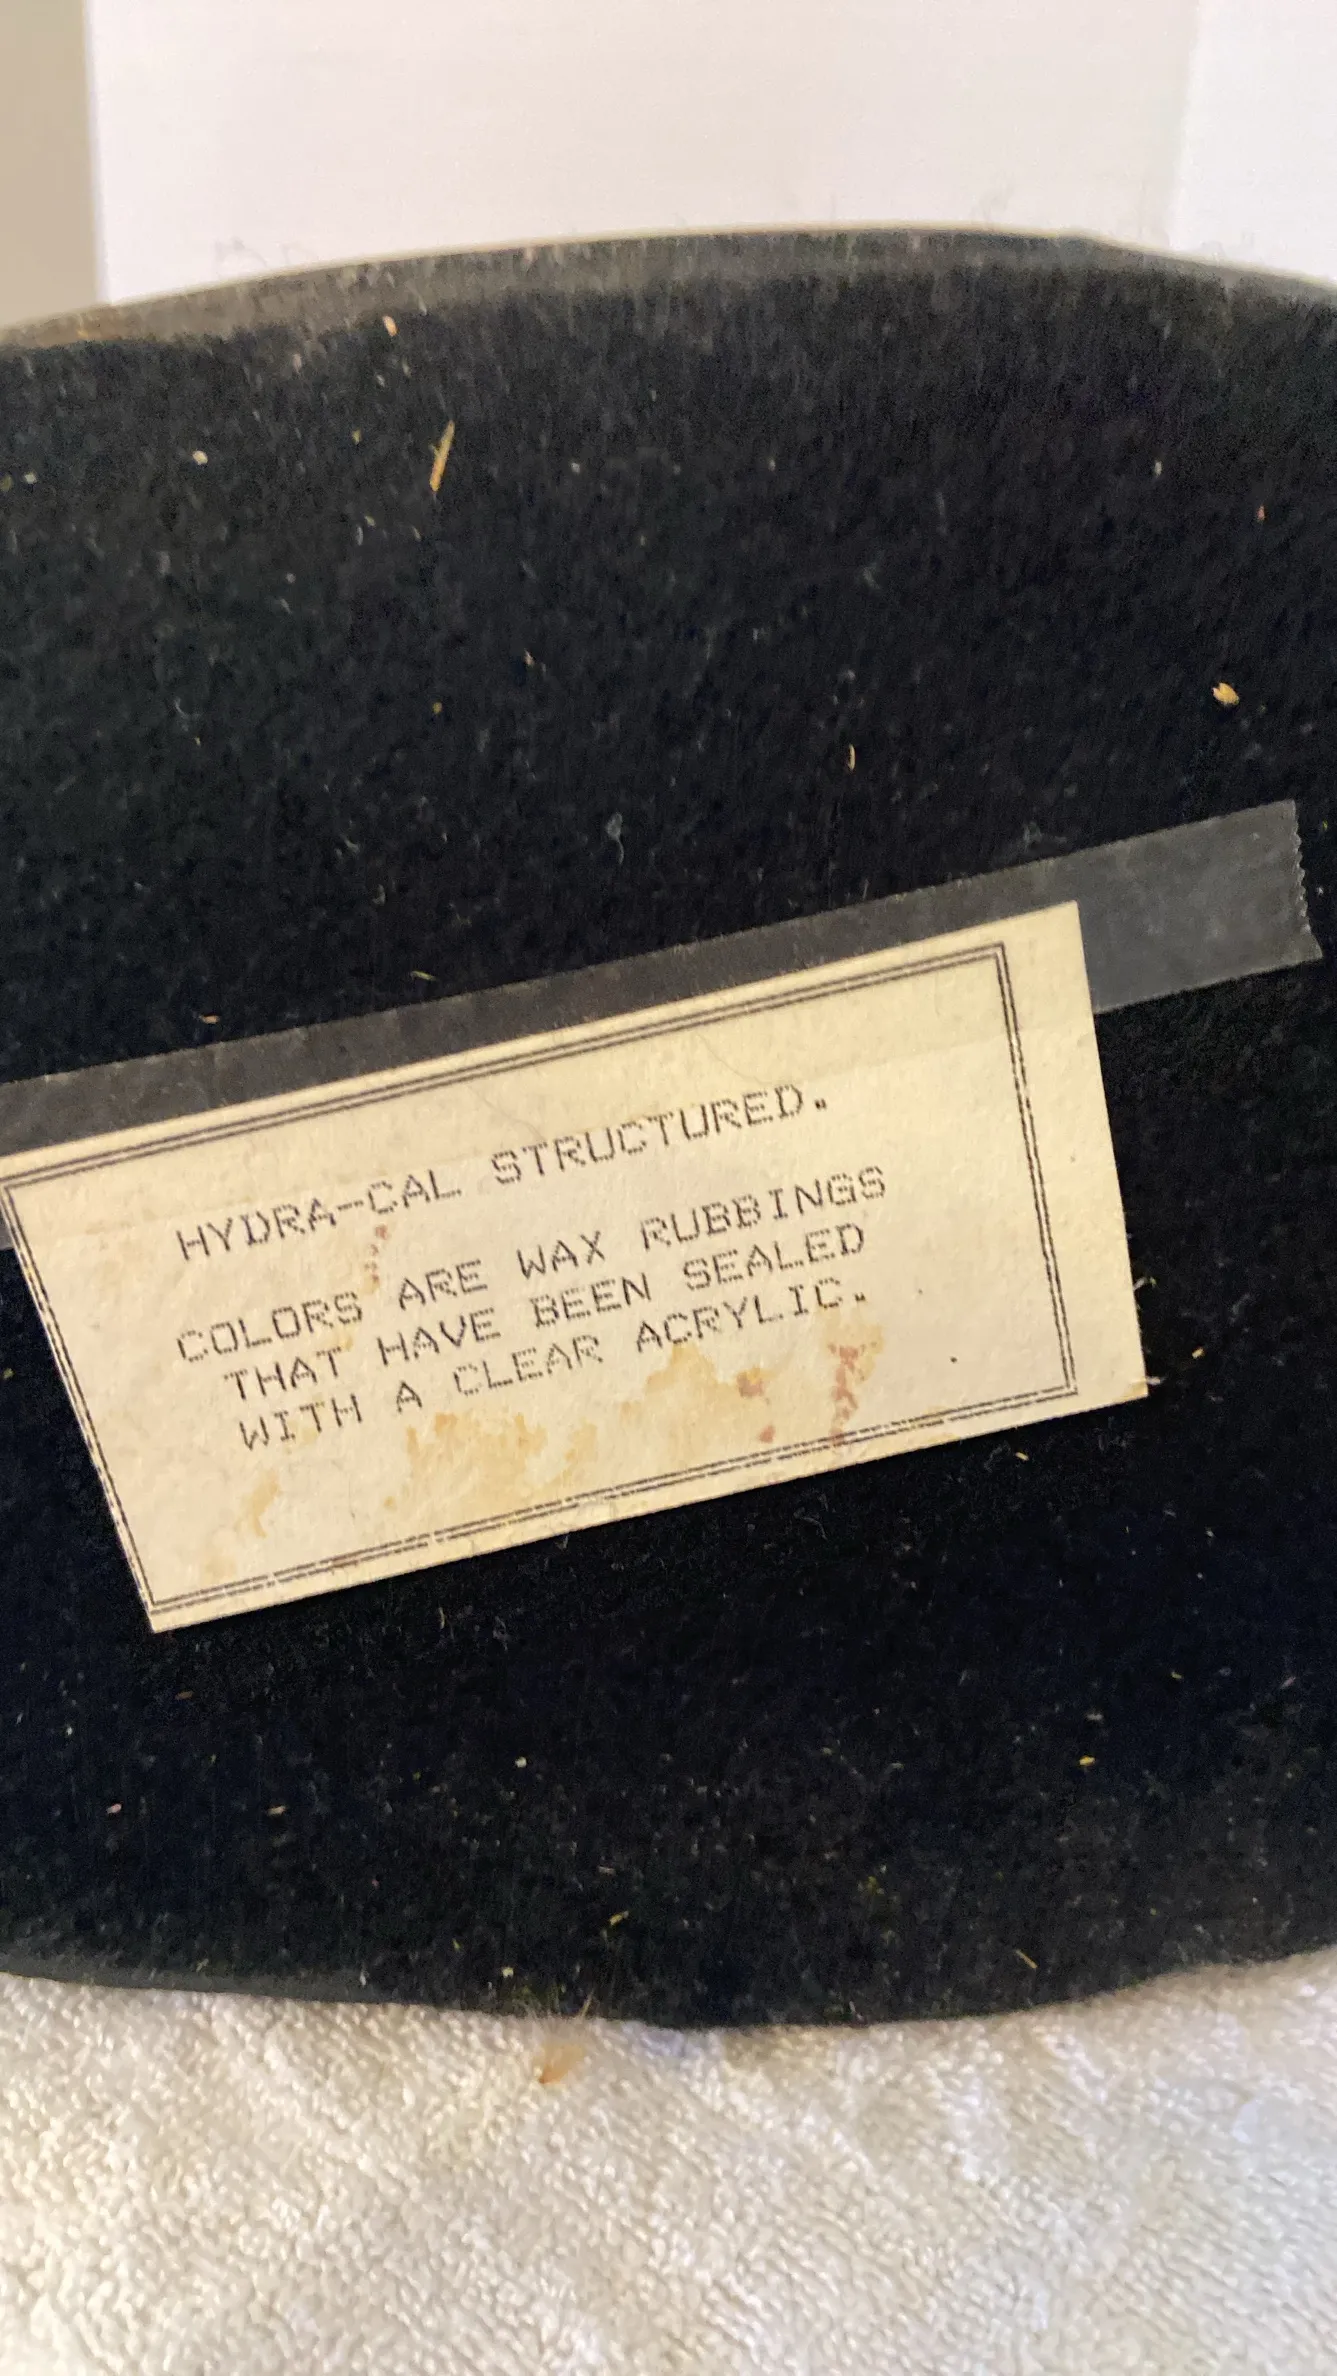 HYDRA-CAL STRUCTURED.
COLORS ARE WAX RUBBINGS
THAT HAVE BEEN SEALED
WITH A CLEAR ACRYLIC.